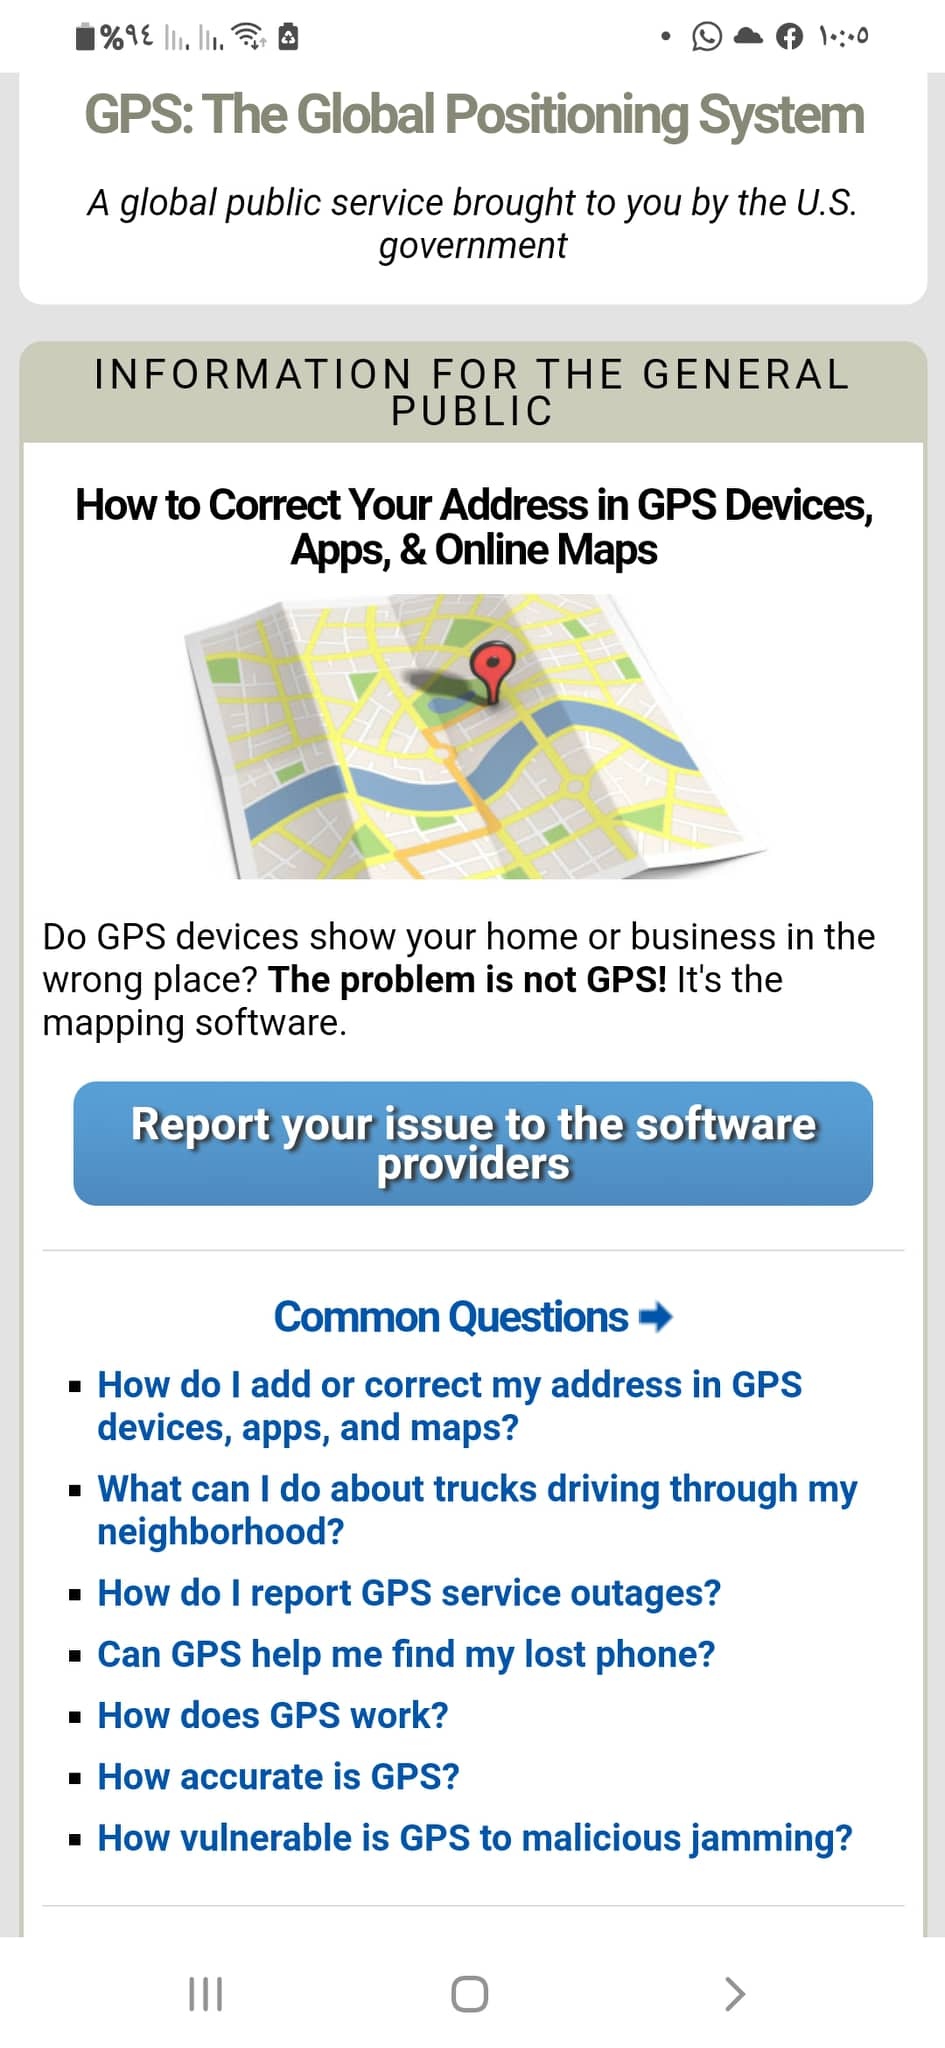 %٩٤
١٠:٠٥
GPS: The Global Positioning System
A global public service brought to you by the U.S.
government
INFORMATION FOR THE GENERAL
PUBLIC
How to Correct Your Address in GPS Devices,
Apps, & Online Maps
Do GPS devices show your home or business in the
wrong place? The problem is not GPS! It's the
mapping software.
Report your issue to the software
providers
Common Questions
How do I add or correct my address in GPS
devices, apps, and maps?
What can I do about trucks driving through my
neighborhood?
How do I report GPS service outages?
Can GPS help me find my lost phone?
How does GPS work?
How accurate is GPS?
How vulnerable is GPS to malicious jamming?